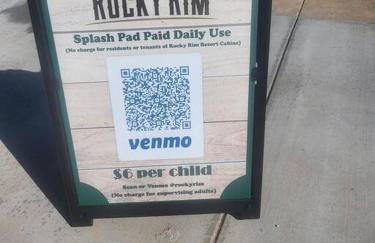 ROCKY RIM
Splash Pad Paid Daily Use
(No charge for residents or tenants of Rocky Rim Resort Cabins)
venmo
$6 per child
Scan or Venmo @rockyrim
(No charge for supervising adults)